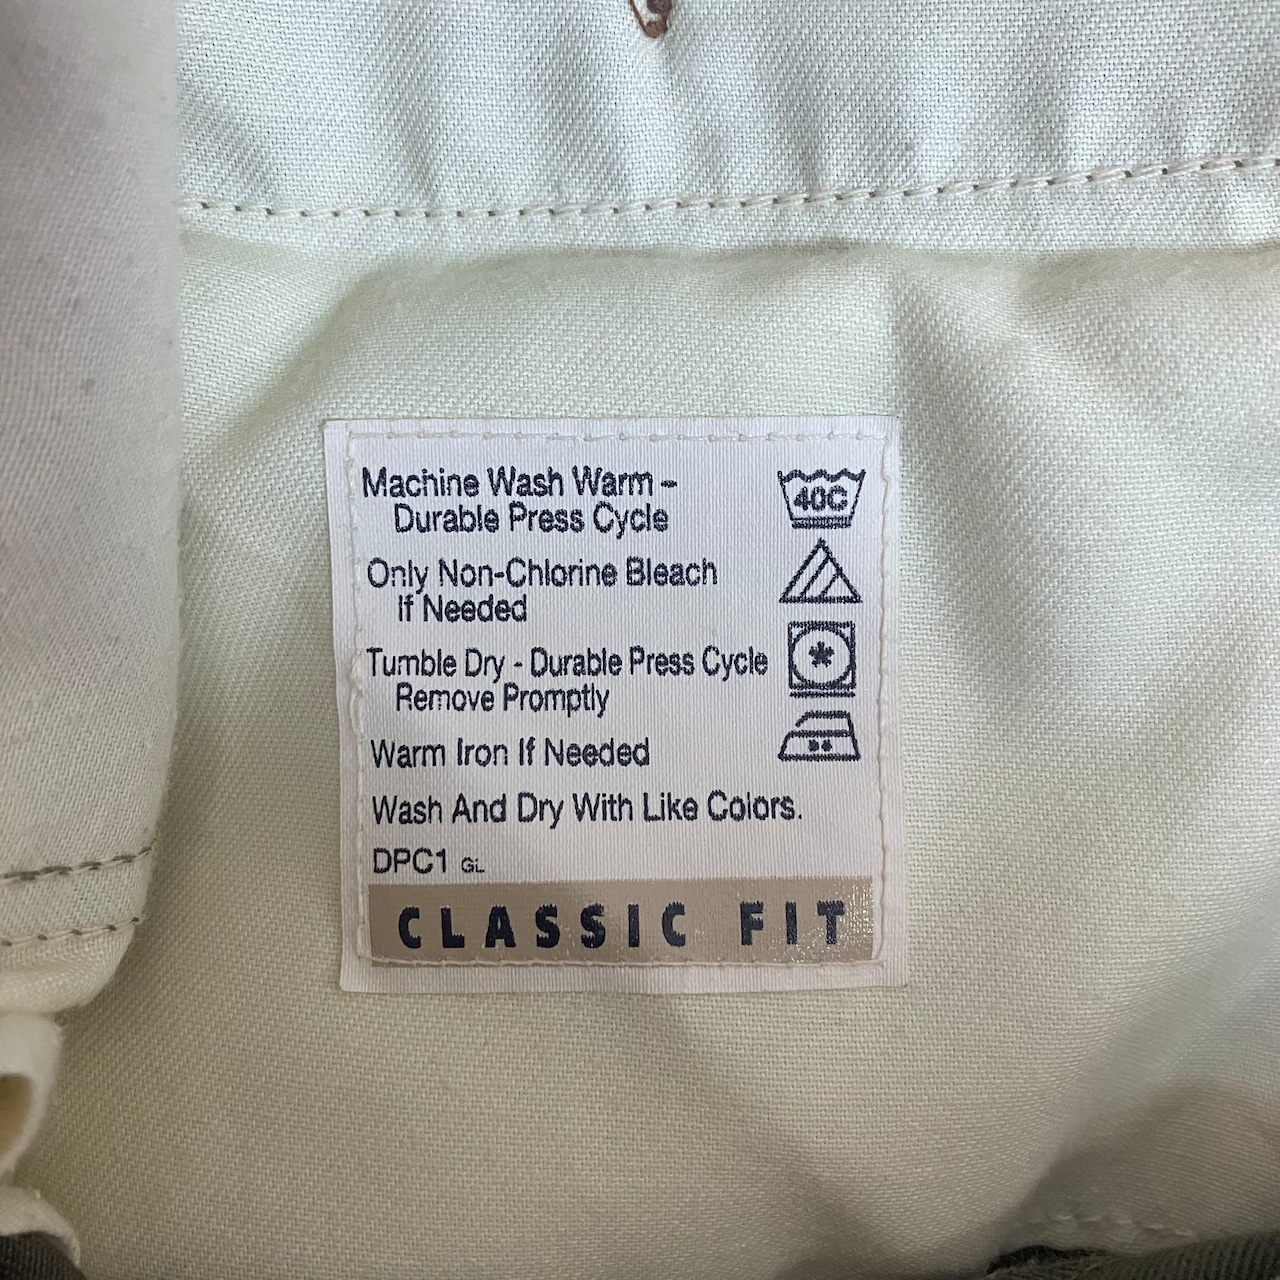 Machine Wash Warm -
Durable Press Cycle
40C
Only Non-Chlorine Bleach
If Needed
Tumble Dry - Durable Press Cycle
Remove Promptly
Warm Iron If Needed
Wash And Dry With Like Colors.
DPC1 GL
CLASSIC FIT